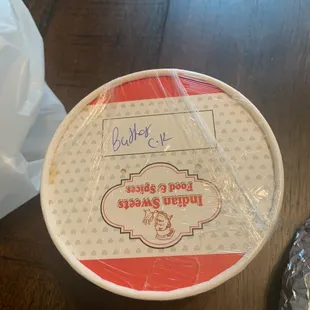 Butter
C.K
Indian Sweets
Food & Spices